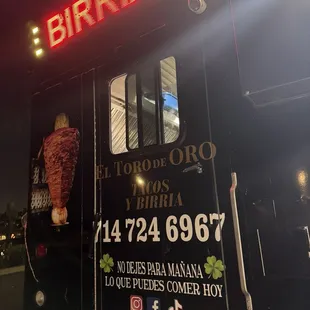 BIRRI
EL TORO DE ORO
TACOS
Y BIRRIA
714 724 6967
NO DEJES PARA MAÑANA
LO QUE PUEDES COMER HOY